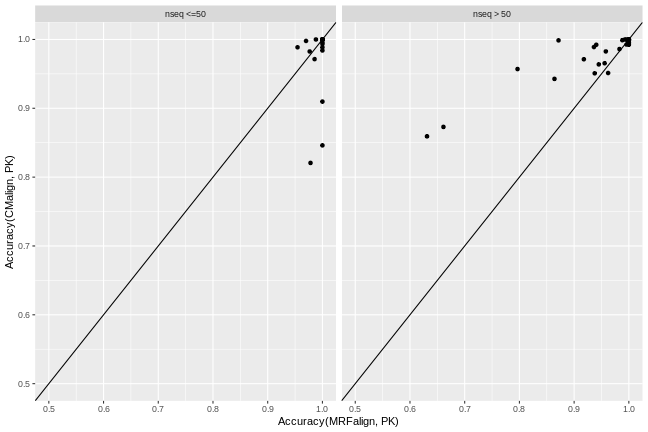 nseq <=50
nseq > 50
Accuracy(CMalign, PK)
1.0
0.9
0.8
0.7
0.6
0.5
0.5 0.6 0.7 0.8 0.9 1.0
0.5 0.6 0.7 0.8 0.9 1.0
Accuracy(MRFalign, PK)